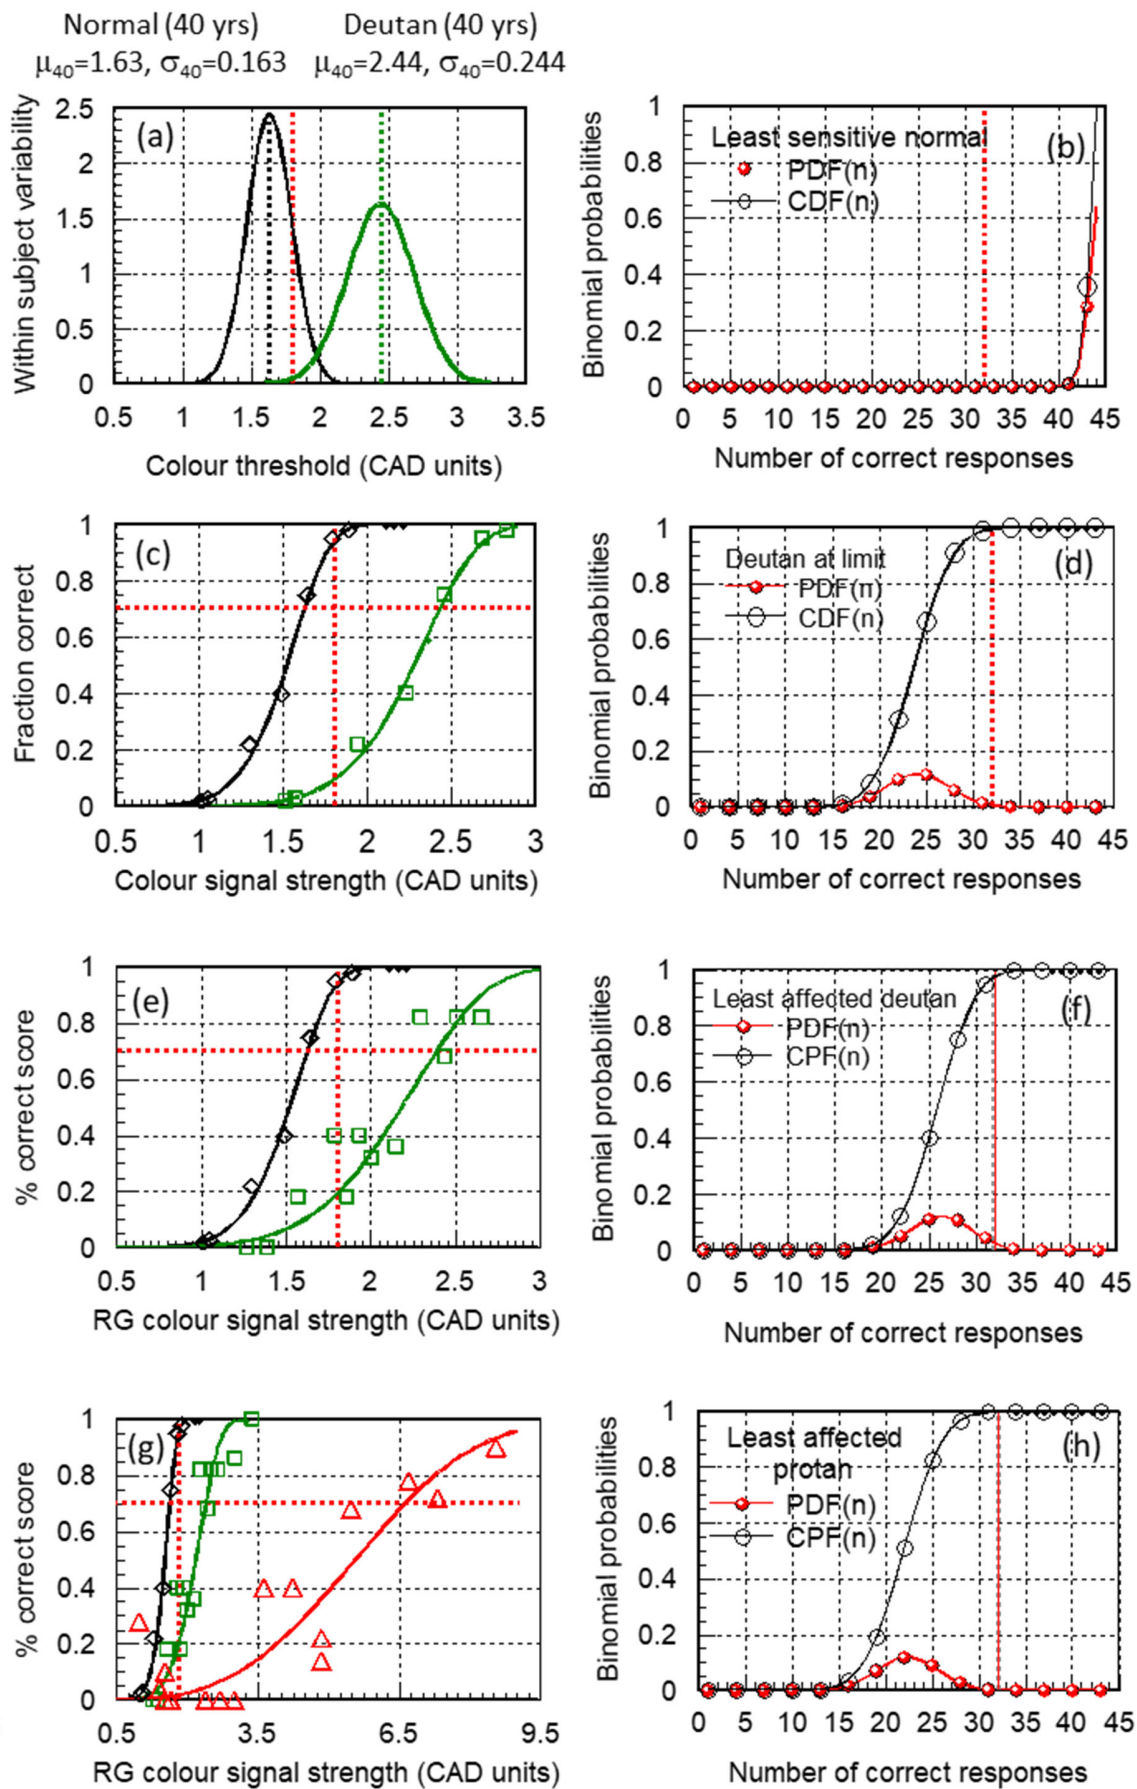 Normal (40 yrs)
μ40=1.63, σ40=0.163
Deutan (40 yrs)
μ40=2.44, σ40=0.244
Within subject variability
2.5
2
1.5
1
0.5
0
(a)
0.5 1 1.5 2 2.5 3 3.5
Colour threshold (CAD units)
Binomial probabilities
1
0.8
0.6
0.4
0.2
0
Least sensitive normal
PDF(n)
CDF(n)
(b)
0 5 10 15 20 25 30 35 40 45
Number of correct responses
Fraction correct
1
0.8
0.6
0.4
0.2
0
(c)
0.5 1 1.5 2 2.5 3
Colour signal strength (CAD units)
Binomial probabilities
1
0.8
0.6
0.4
0.2
0
Deutan at limit
PDF(n)
CDF(n)
(d)
0 5 10 15 20 25 30 35 40 45
Number of correct responses
% correct score
1
0.8
0.6
0.4
0.2
0
(e)
0.5 1 1.5 2 2.5 3
RG colour signal strength (CAD units)
Binomial probabilities
1
0.8
0.6
0.4
0.2
0
Least affected deutan
PDF(n)
CPF(n)
(f)
0 5 10 15 20 25 30 35 40 45
Number of correct responses
% correct score
1
0.8
0.6
0.4
0.2
0
(g)
0.5 3.5 6.5 9.5
RG colour signal strength (CAD units)
Binomial probabilities
1
0.8
0.6
0.4
0.2
0
Least affected
protan
PDF(n)
CPF(n)
(h)
0 5 10 15 20 25 30 35 40 45
Number of correct responses